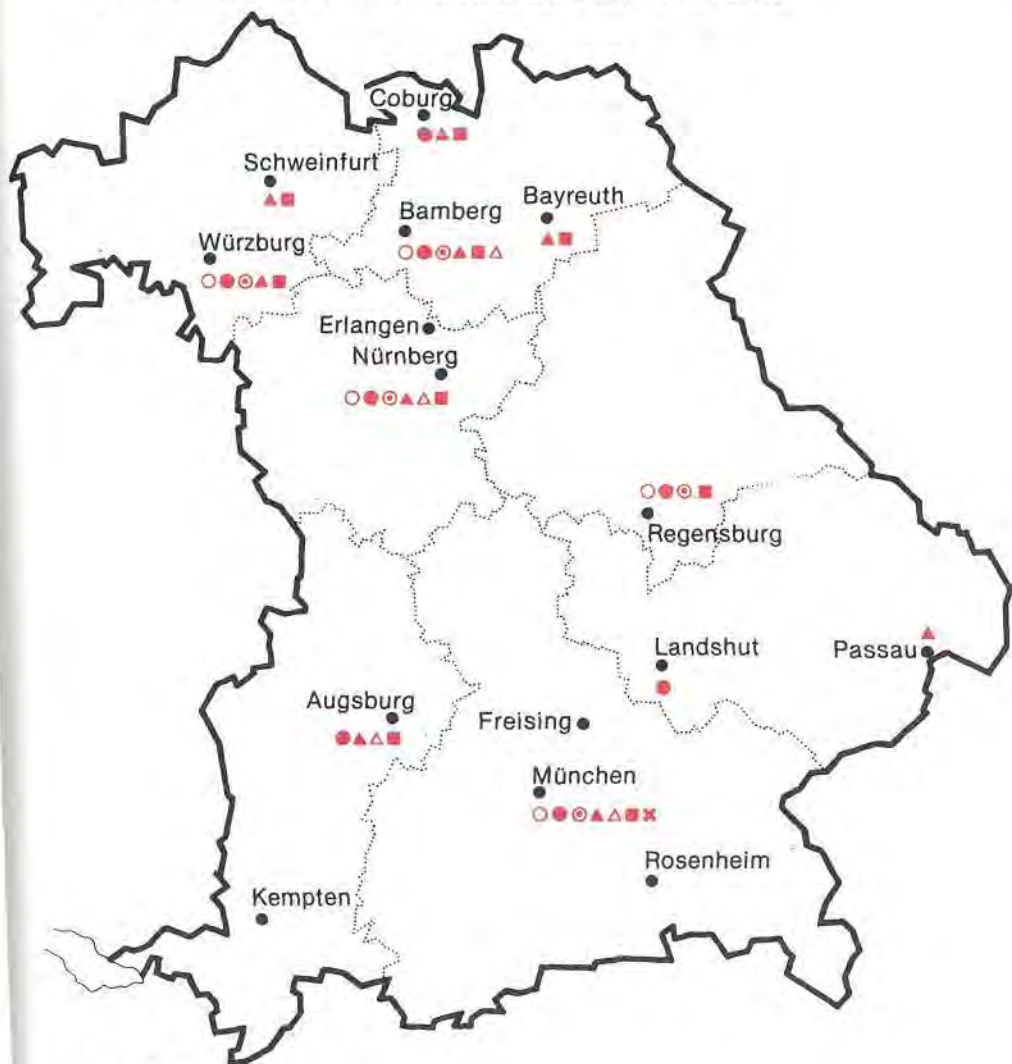 Coburg
Schweinfurt
Bayreuth
Bamberg
Würzburg
Erlangen
Nürnberg
Regensburg
Landshut
Passau
Augsburg
Freising
München
Rosenheim
Kempten